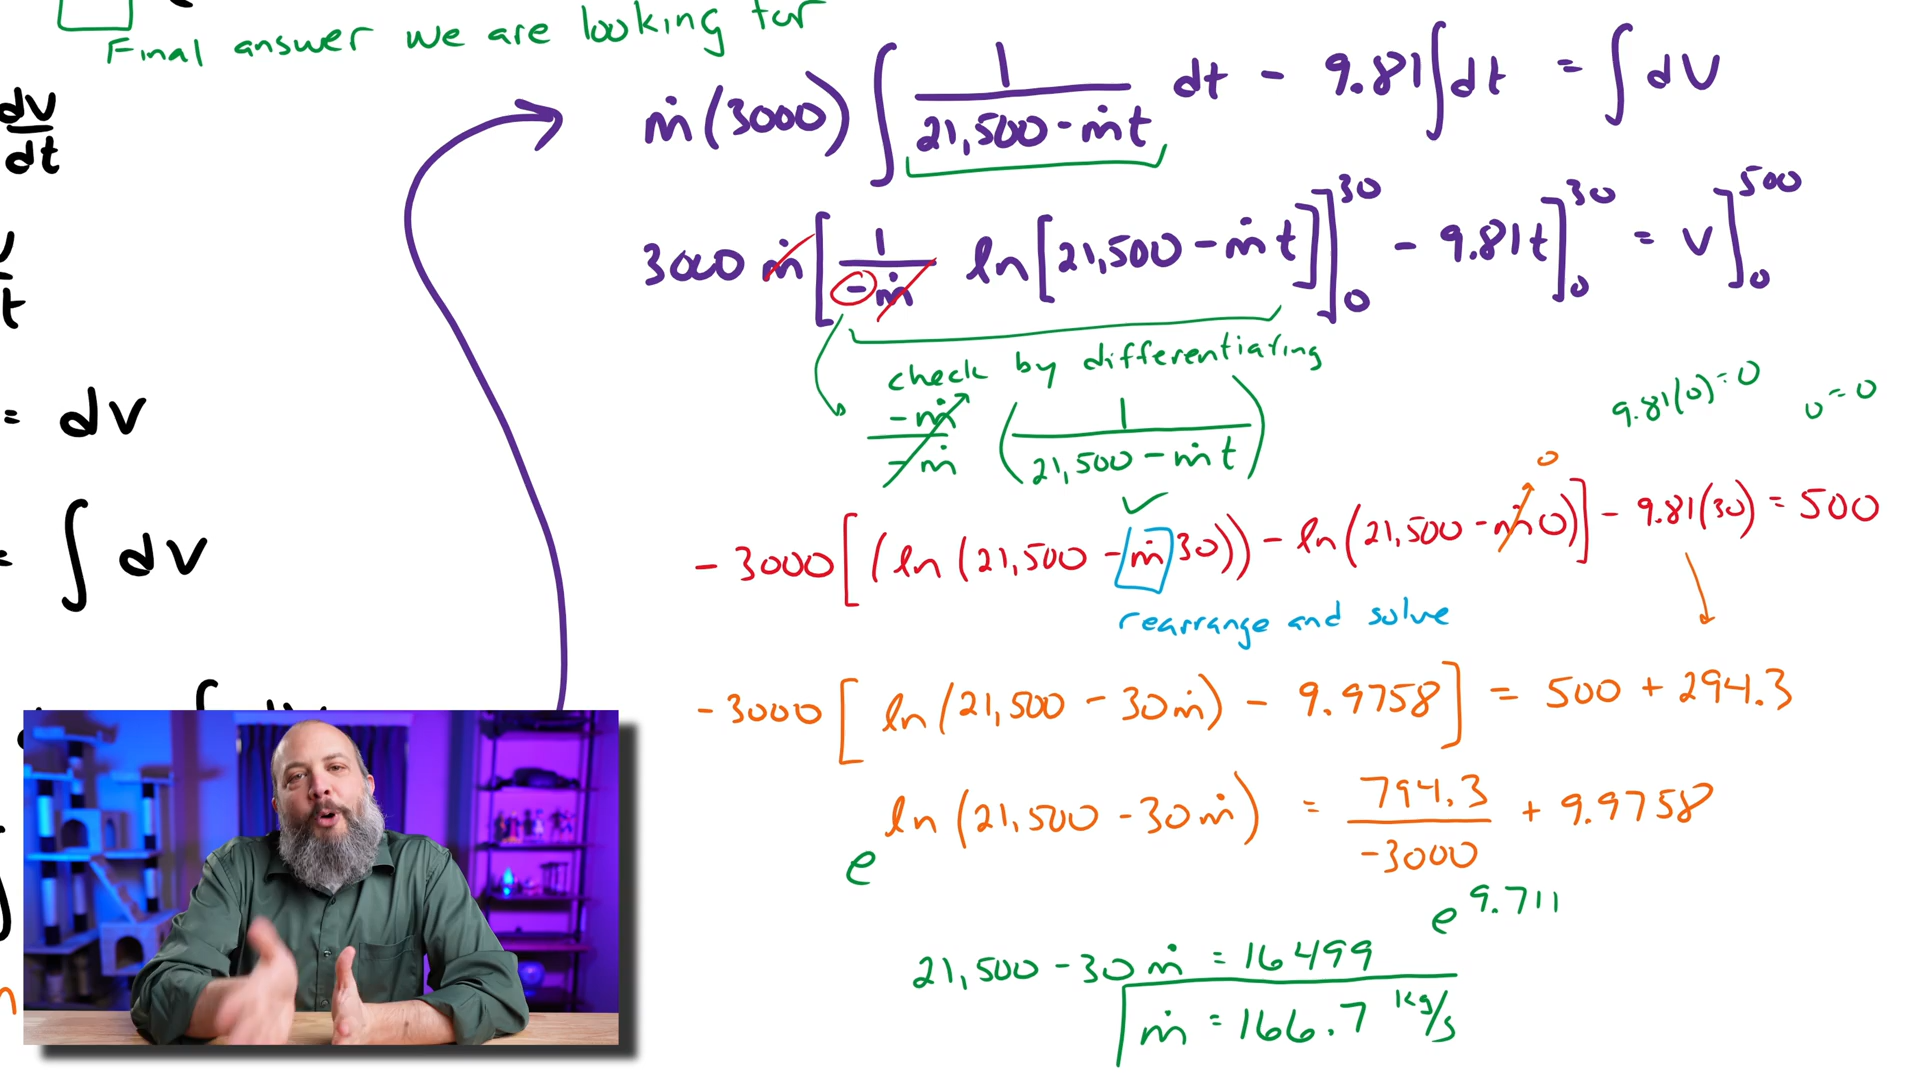 Final answer we are looking for
dv/dt
= dv
= ∫ dv
ṁ(3000) ∫ 1/(21,500 - ṁt) dt - 9.81∫dt = ∫dV
3000 ṁ[1/(-ṁ) ln[21,500 - ṁt]]₀³⁰ - 9.81t]₀³⁰ = v]₀⁵⁰⁰
check by differentiating
-ṁ/-ṁ (1/(21,500 - ṁt)) ✓
9.81(0)=0 0=0
0
-3000[(ln(21,500 - ṁ30)) - ln(21,500 - ṁ0)] - 9.81(30) = 500
rearrange and solve
-3000[ln(21,500 - 30ṁ) - 9.9758] = 500 + 294.3
e ln(21,500 - 30ṁ) = 794.3/-3000 + 9.9758
e^9.711
21,500 - 30ṁ = 16499
ṁ = 166.7 kg/s